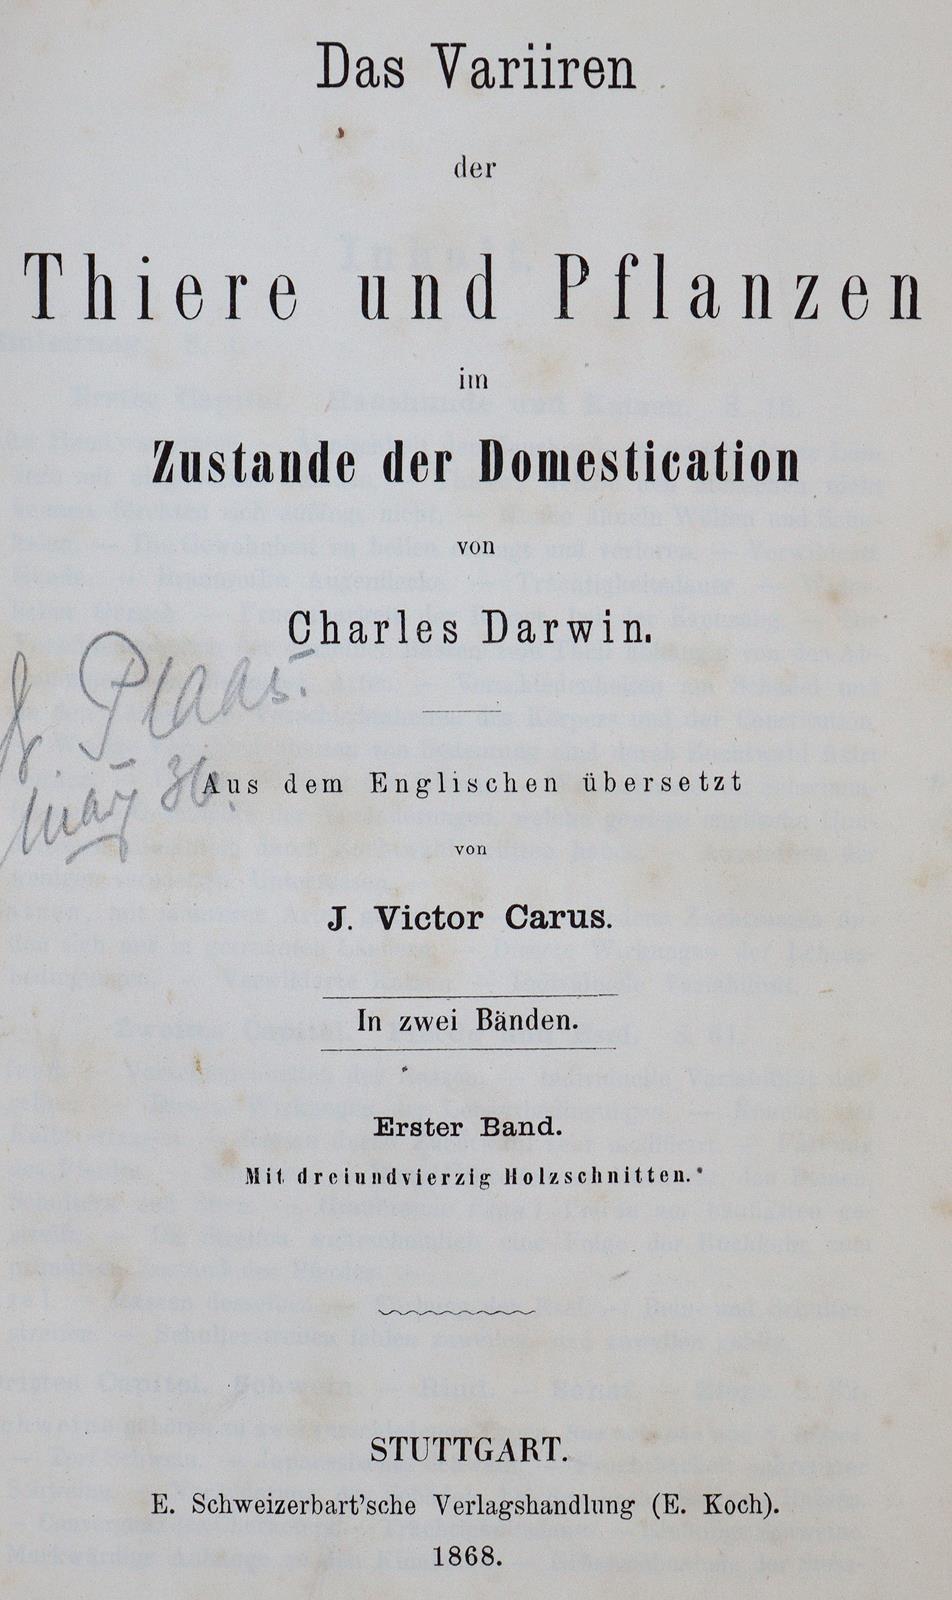 Das Variiren
der
Thiere und Pflanzen
im
Zustande der Domestication
von
Charles Darwin.
Plaas.
Aus dem Englischen übersetzt
von
J. Victor Carus.
In zwei Bänden.
Erster Band.
Mit dreiundvierzig Holzschnitten.
STUTTGART.
E. Schweizerbart'sche Verlagshandlung (E. Koch).
1868.